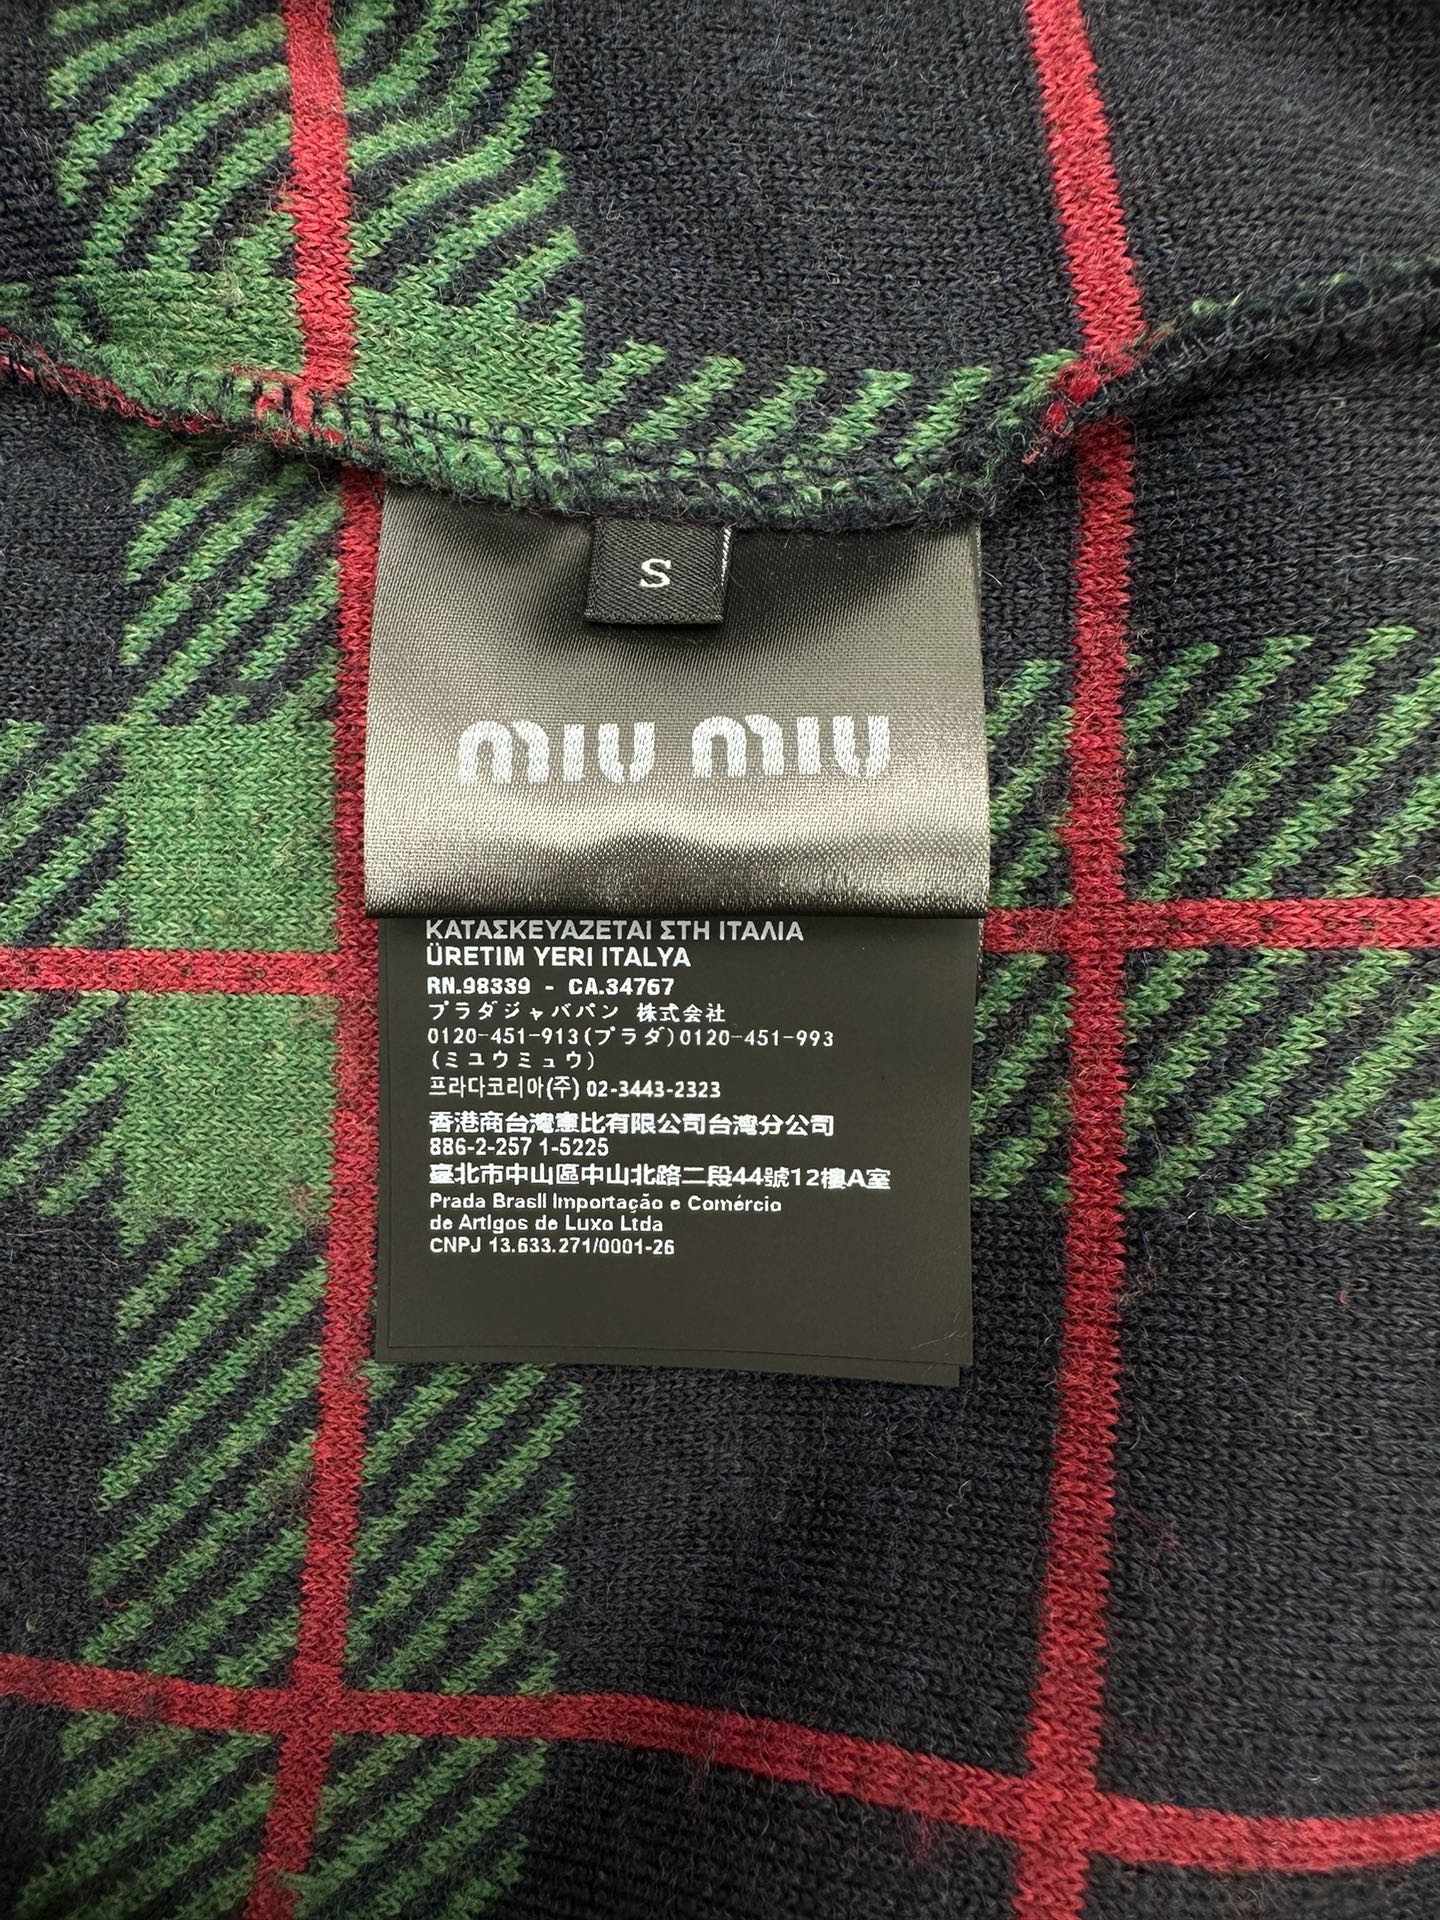 S
MIU MIU
ΚΑΤΑΣΚΕΥΑΖΕΤΑΙ ΣΤΗ ΙΤΑΛΙΑ
ÜRETIM YERI ITALYA
RN.98339 - CA.34767
プラダジャババン 株式会社
0120-451-913(プラダ)0120-451-993
(ミユウミュウ)
프라다코리아(주) 02-3443-2323
香港商台灣憲比有限公司台灣分公司
886-2-257 1-5225
臺北市中山區中山北路二段44號12樓A室
Prada Brasil Importação e Comércio
de Artigos de Luxo Ltda
CNPJ 13.633.271/0001-26